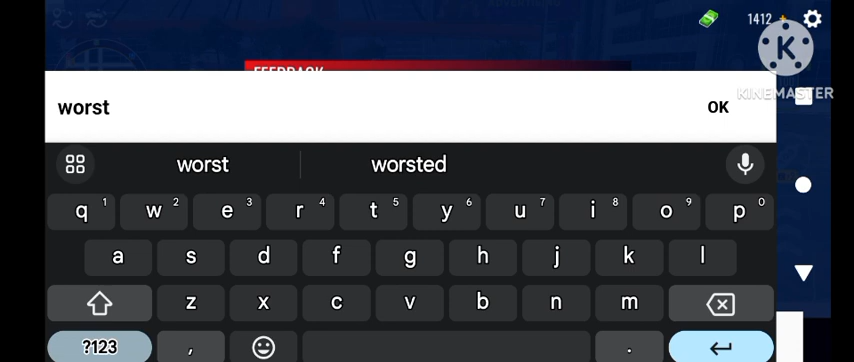 1412 +
FEEDBACK
K
KINEMASTER
worst
OK
worst worsted
q 1 w 2 e 3 r 4 t 5 y 6 u 7 i 8 o 9 p 0
a s d f g h j k l
z x c v b n m
?123 , .